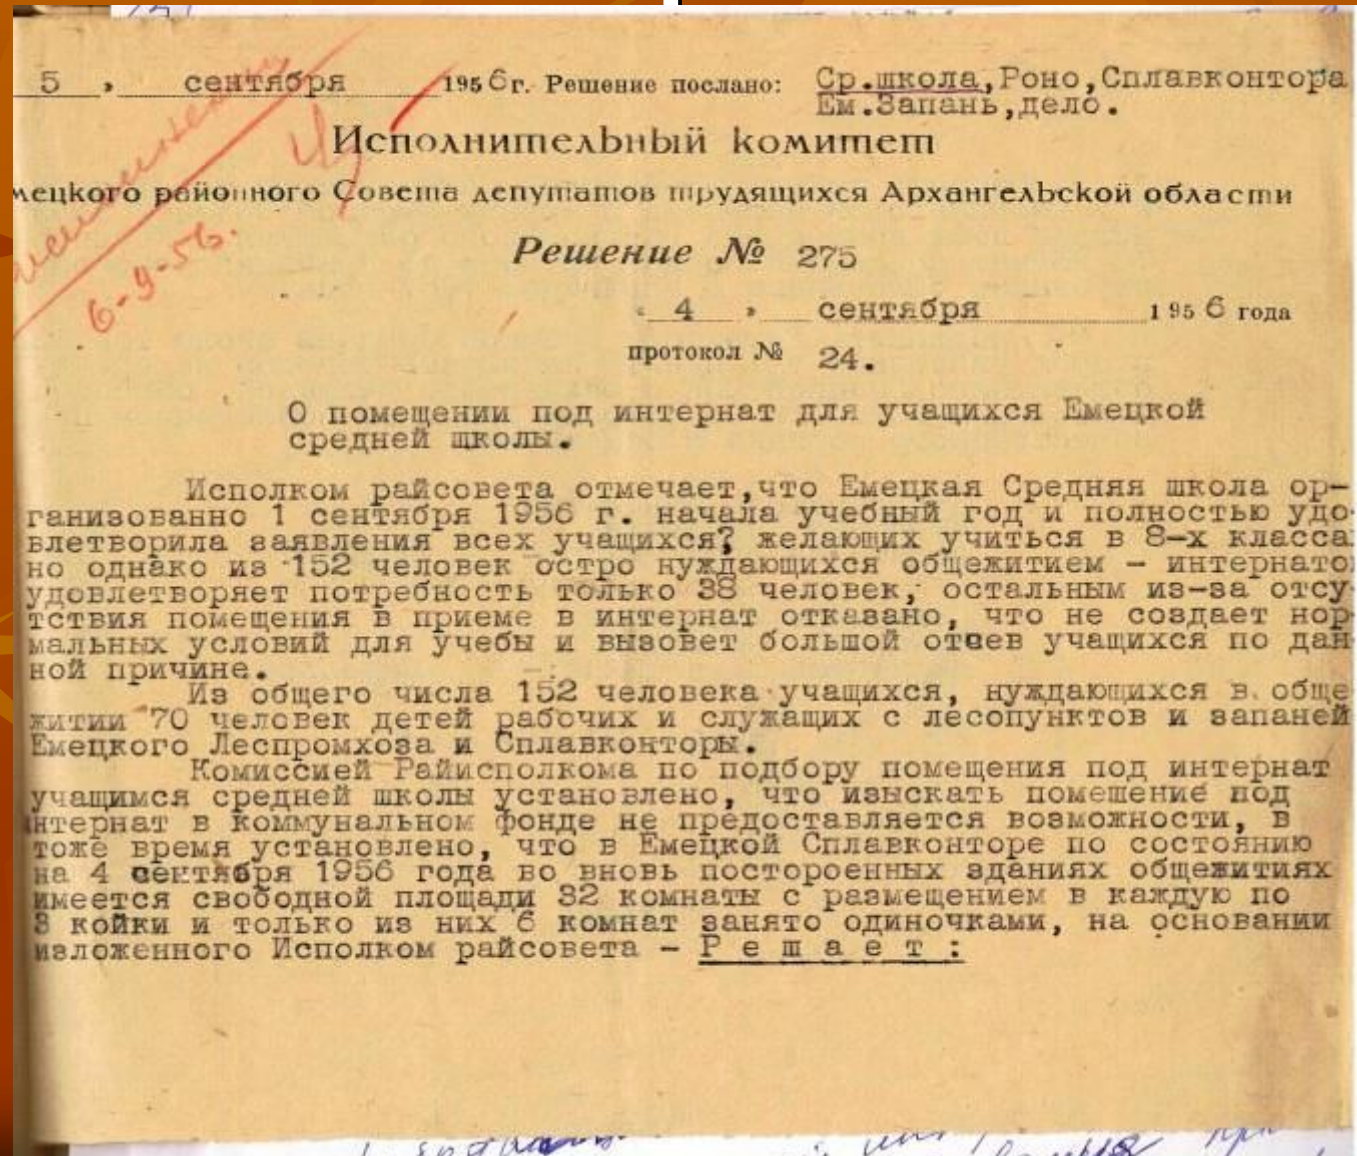 5 " сентября 1956 г. Решение послано: Ср.школа,Роно,Сплавконтора
Ем.Запань,дело.
Исполнительный комитет
мецкого районного Совета депутатов трудящихся Архангельской области
6-9-56.
Решение № 275
" 4 " сентября 1956 года
протокол № 24.
О помещении под интернат для учащихся Емецкой
средней школы.
Исполком райсовета отмечает,что Емецкая Средняя школа ор-
ганизованно 1 сентября 1956 г. начала учебный год и полностью удо-
влетворила заявления всех учащихся? желающих учиться в 8-х класса
но однако из 152 человек остро нуждающихся общежитием - интернато
удовлетворяет потребность только 38 человек, остальным из-за отсу-
тствия помещения в приеме в интернат отказано, что не создает нор-
мальных условий для учебы и вызовет большой отвев учащихся по дан-
ной причине.
Из общего числа 152 человека учащихся, нуждающихся в обще
житии 70 человек детей рабочих и служащих с лесопунктов и запаней
Емецкого Леспромхоза и Сплавконторы.
Комиссией Райисполкома по подбору помещения под интернат
учащимся средней школы установлено, что изыскать помешение под
нтернат в коммунальном фонде не предоставляется возможности, в
тоже время установлено, что в Емецкой Сплавконторе по состоянию
на 4 сентября 1956 года во вновь постороенных зданиях общежитиях
имеется свободной площади 32 комнаты с размещением в каждую по
3 койки и только из них 6 комнат занято одиночками, на основании
изложенного Исполком райсовета - Р е ш а е т :